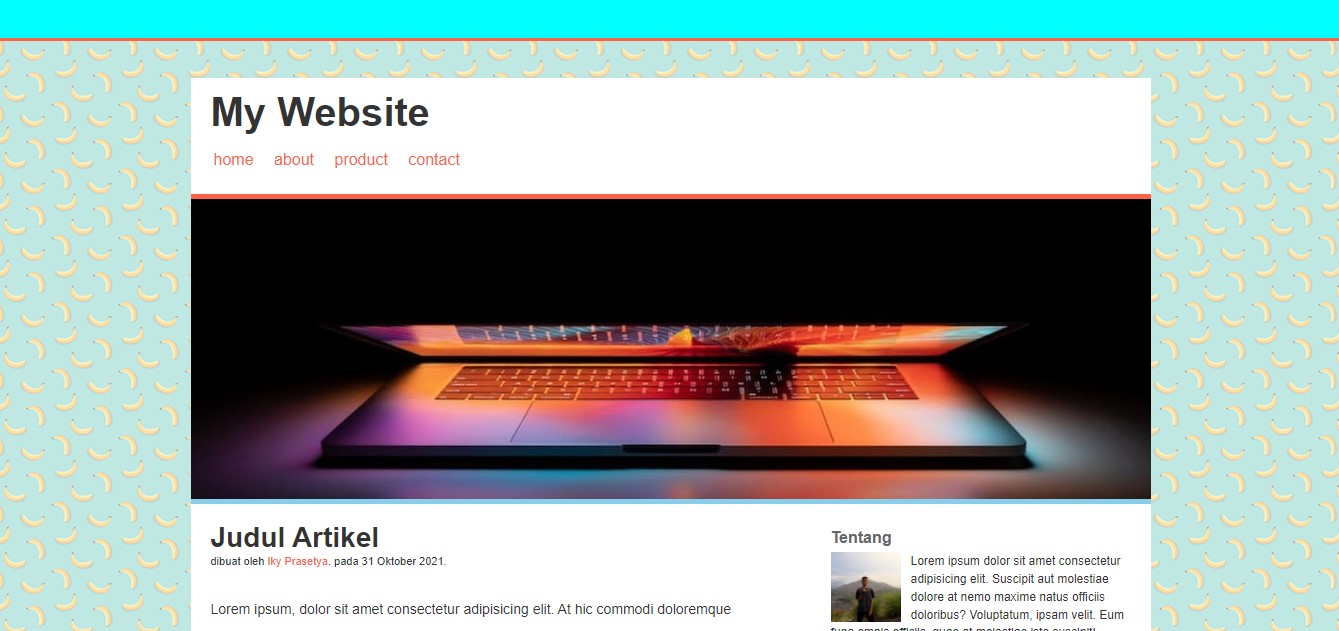 My Website
home about product contact
Judul Artikel
dibuat oleh Iky Prasetya. pada 31 Oktober 2021.
Lorem ipsum, dolor sit amet consectetur adipisicing elit. At hic commodi doloremque
Tentang
Lorem ipsum dolor sit amet consectetur
adipisicing elit. Suscipit aut molestiae
dolore at nemo maxime natus officiis
doloribus? Voluptatum, ipsam velit. Eum